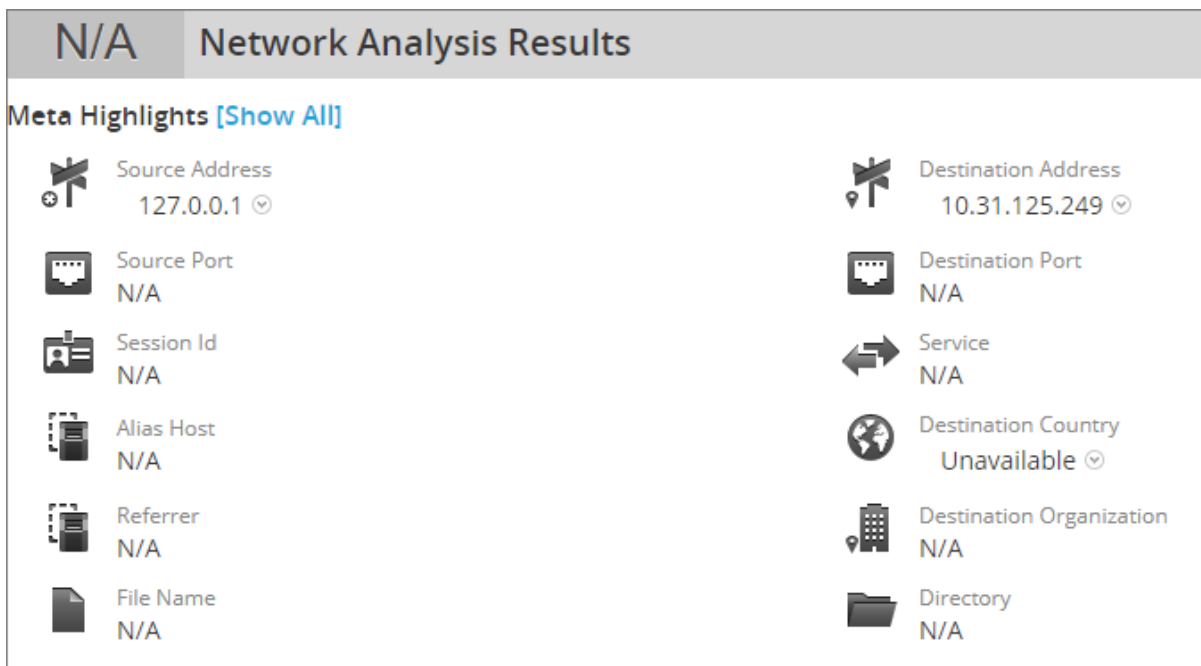 N/A Network Analysis Results
Meta Highlights [Show All]
Source Address
127.0.0.1
Destination Address
10.31.125.249
Source Port
N/A
Destination Port
N/A
Session Id
N/A
Service
N/A
Alias Host
N/A
Destination Country
Unavailable
Referrer
N/A
Destination Organization
N/A
File Name
N/A
Directory
N/A